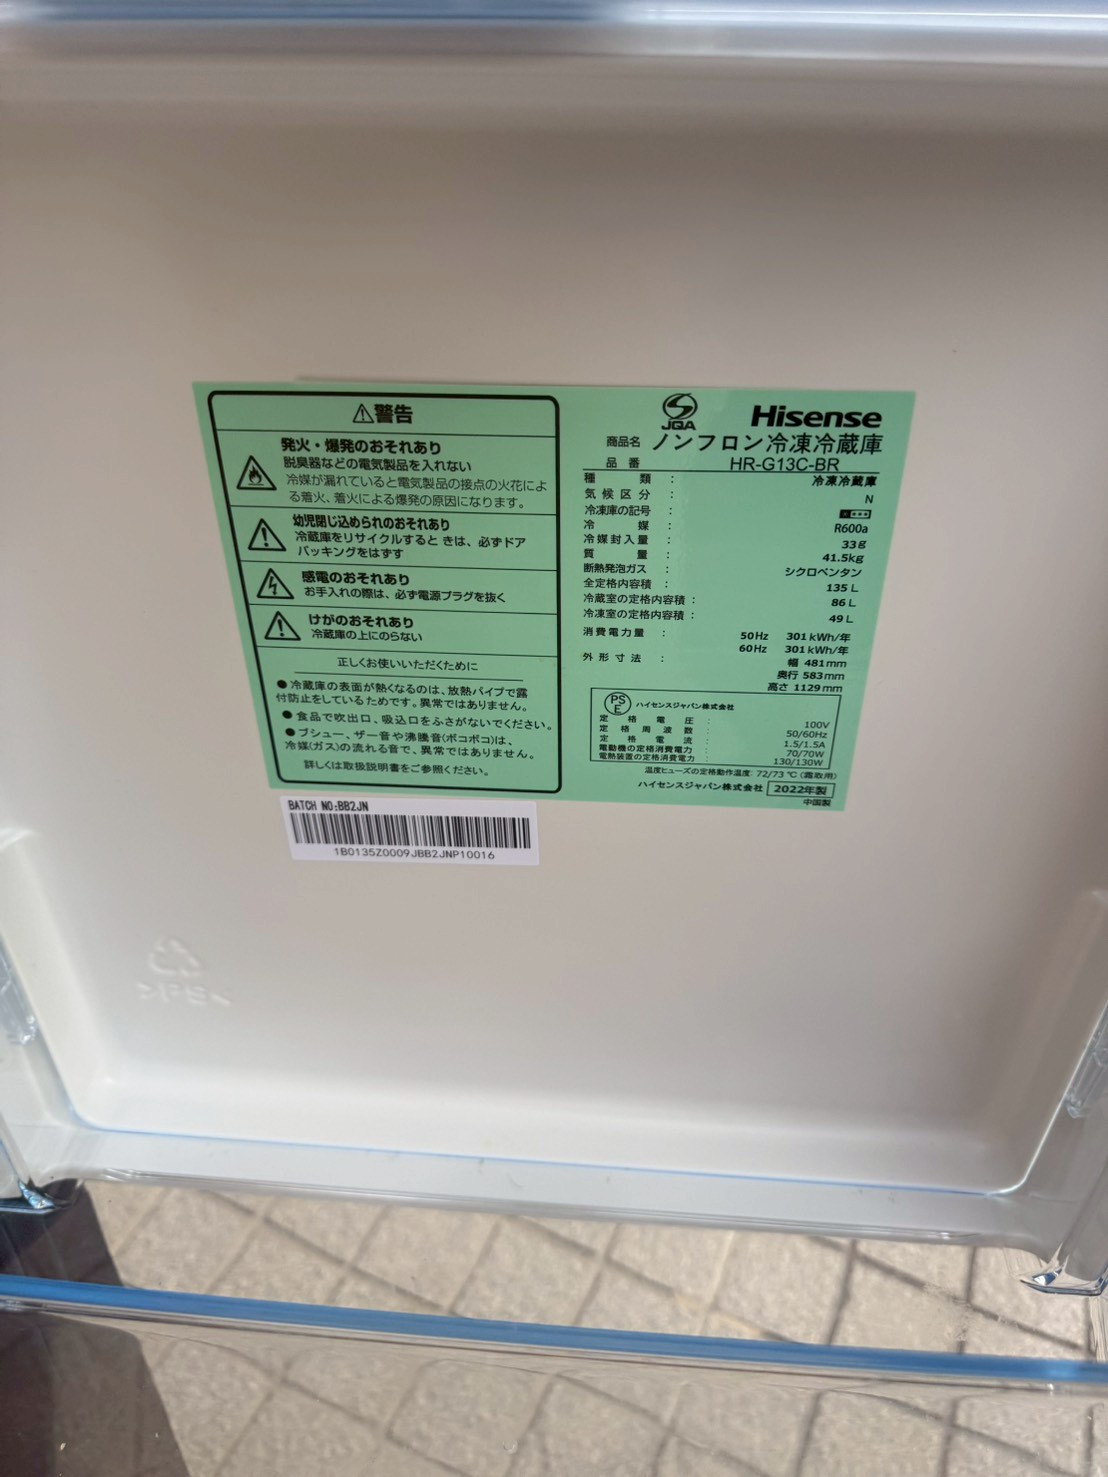 ⚠警告
発火・爆発のおそれあり
脱臭器などの電気製品を入れない
冷媒が漏れていると電気製品の接点の火花によ
る着火、着火による爆発の原因になります。
幼児閉じ込められのおそれあり
冷蔵庫をリサイクルするときは、必ずドア
パッキングをはずす
感電のおそれあり
お手入れの際は、必ず電源プラグを抜く
けがのおそれあり
冷蔵庫の上にのらない
正しくお使いいただくために
●冷蔵庫の表面が熱くなるのは、放熱パイプで露
付防止をしているためです。異常ではありません。
●食品で吹出口、吸込口をふさがないでください。
●ブシュー、ザー音や沸騰音(ポコポコ)は、
冷媒(ガス)の流れる音で、異常ではありません。
詳しくは取扱説明書をご参照ください。
JQA Hisense
商品名 ノンフロン冷凍冷蔵庫
品番 HR-G13C-BR
種類 : 冷凍冷蔵庫
気候区分 : N
冷凍庫の記号 :
冷媒 : R600a
冷媒封入量 : 33g
質量 : 41.5kg
断熱発泡ガス : シクロペンタン
全定格内容積 : 135 L
冷蔵室の定格内容積 : 86 L
冷凍室の定格内容積 : 49 L
消費電力量 : 50Hz 301kWh/年
60Hz 301kWh/年
外形寸法 : 幅 481mm
奥行 583mm
高さ 1129mm
PSE ハイセンスジャパン株式会社
定格電圧 : 100V
定格周波数 : 50/60Hz
定格電流 : 1.5/1.5A
電動機の定格消費電力 : 70/70W
電熱装置の定格消費電力 : 130/130W
温度ヒューズの定格動作温度: 72/73 ℃ (霜取用)
ハイセンスジャパン株式会社 2022年製
中国製
BATCH NO:BB2JN
1B0135Z0009JBB2JNP10016
>PS<